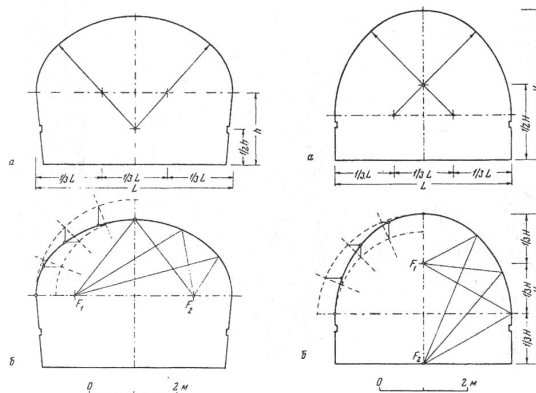 h
1/2 h
а
1/3 L 1/3 L 1/3 L
L
1/2 H
а
1/3 L 1/3 L 1/3 L
L
F1 F2
б
0 2 м
1/3 H
F1
1/3 H
1/3 H
б
F2
0 2 м